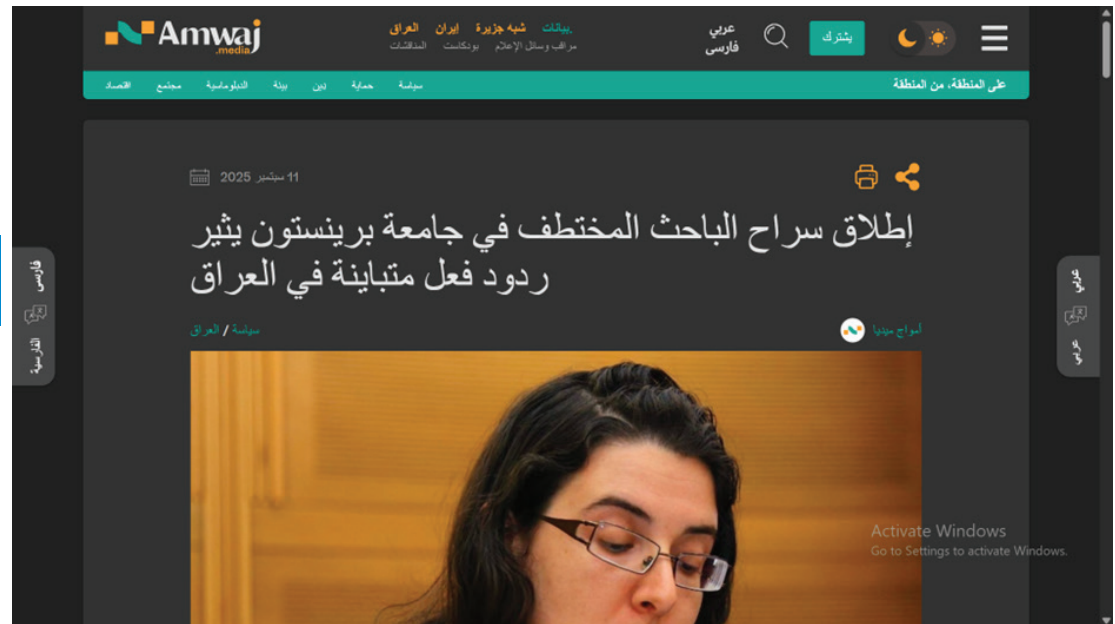 Amwaj
.media
بيانات شبه جزيرة إيران العراق
مراقب وسائل الإعلام بودكاست المناقشات
عربي
فارسی
يشترك
على المنطقة، من المنطقة
سياسة حماية دِين بيئة الدبلوماسية مجتمع اقتصاد
11 سبتمبر 2025
إطلاق سراح الباحث المختطف في جامعة برينستون يثير
ردود فعل متباينة في العراق
أمواج ميديا
سياسة / العراق
فارسی
الفارسية
عربي
عربي
Activate Windows
Go to Settings to activate Windows.